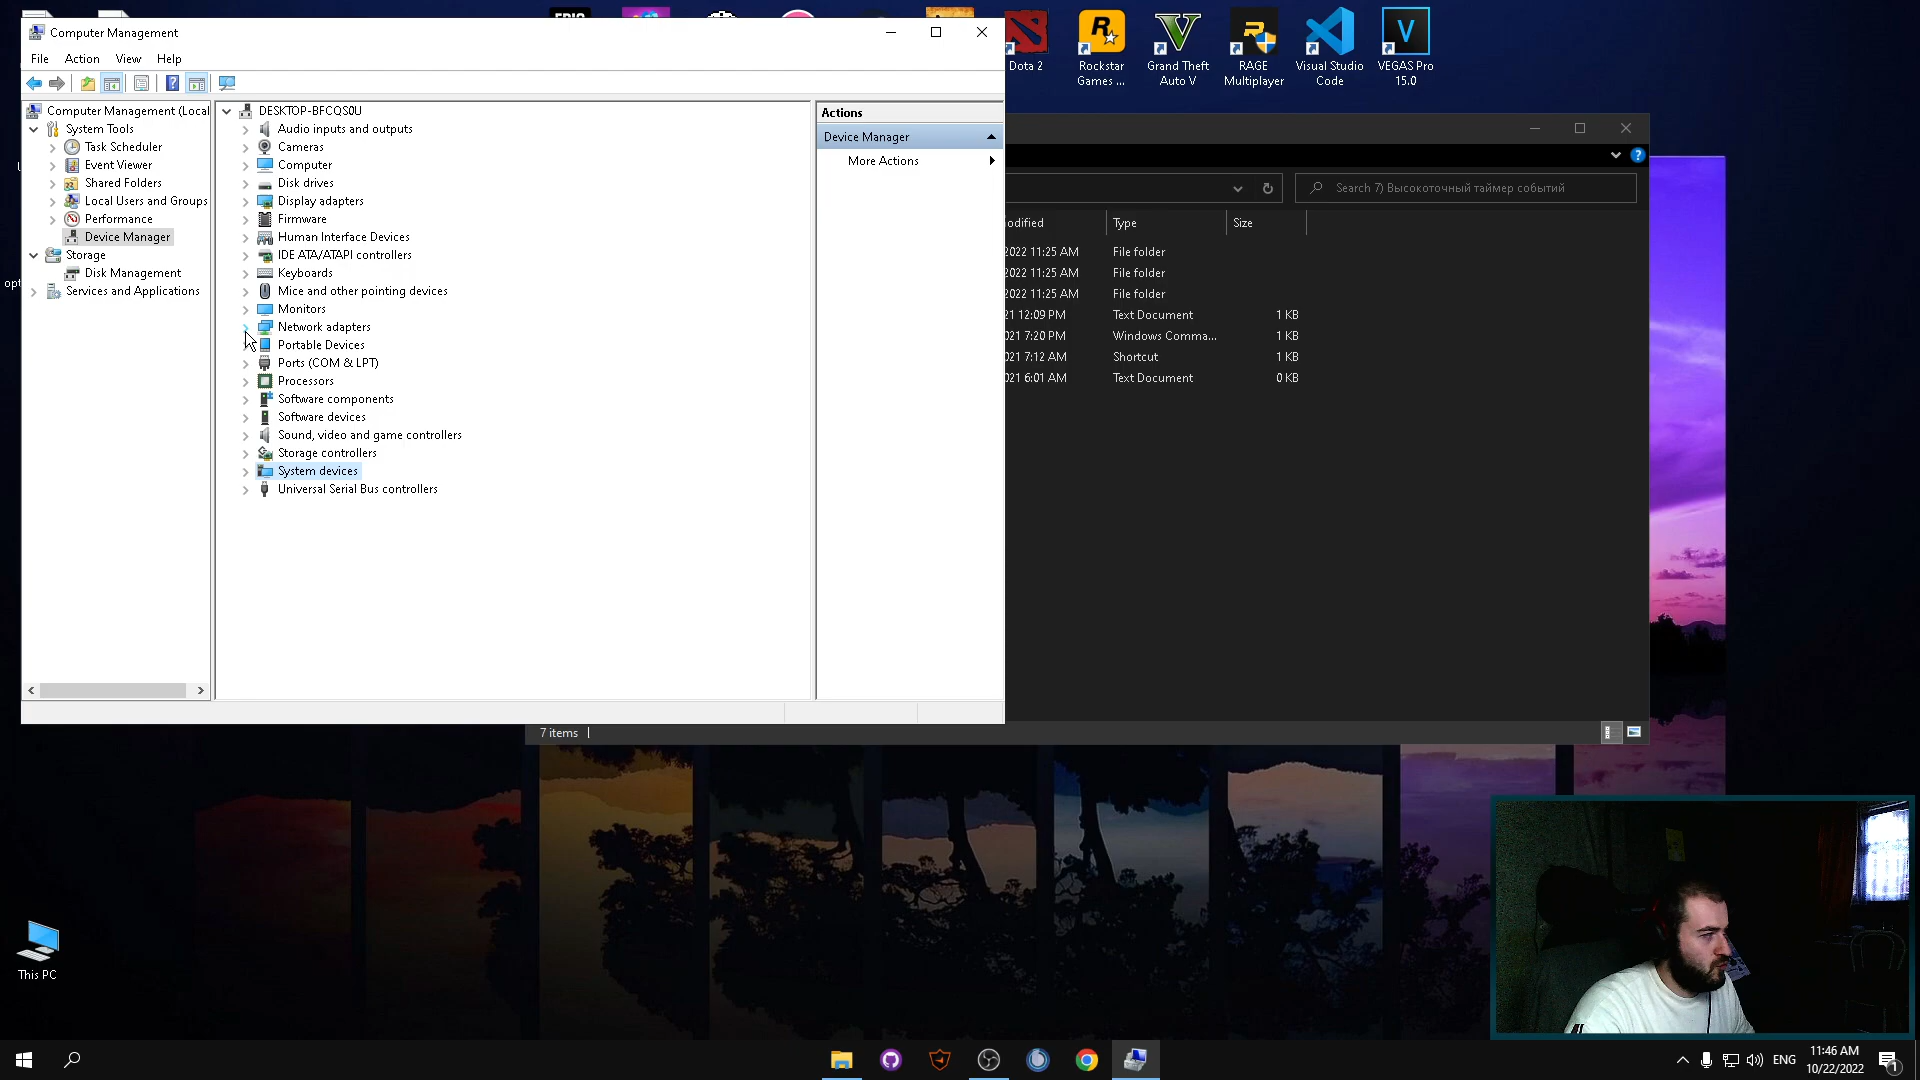 Computer Management
File Action View Help
Computer Management (Local
System Tools
Task Scheduler
Event Viewer
Shared Folders
Local Users and Groups
Performance
Device Manager
Storage
Disk Management
Services and Applications
DESKTOP-BFCQS0U
Audio inputs and outputs
Cameras
Computer
Disk drives
Display adapters
Firmware
Human Interface Devices
IDE ATA/ATAPI controllers
Keyboards
Mice and other pointing devices
Monitors
Network adapters
Portable Devices
Ports (COM & LPT)
Processors
Software components
Software devices
Sound, video and game controllers
Storage controllers
System devices
Universal Serial Bus controllers
Actions
Device Manager
More Actions
Dota 2
Rockstar
Games ...
Grand Theft
Auto V
RAGE
Multiplayer
Visual Studio
Code
VEGAS Pro
15.0
Search 7) Высокоточный таймер событий
odified Type Size
2022 11:25 AM File folder
2022 11:25 AM File folder
2022 11:25 AM File folder
21 12:09 PM Text Document 1 KB
021 7:20 PM Windows Comma... 1 KB
021 7:12 AM Shortcut 1 KB
021 6:01 AM Text Document 0 KB
7 items
opt
This PC
ENG
11:46 AM
10/22/2022
1